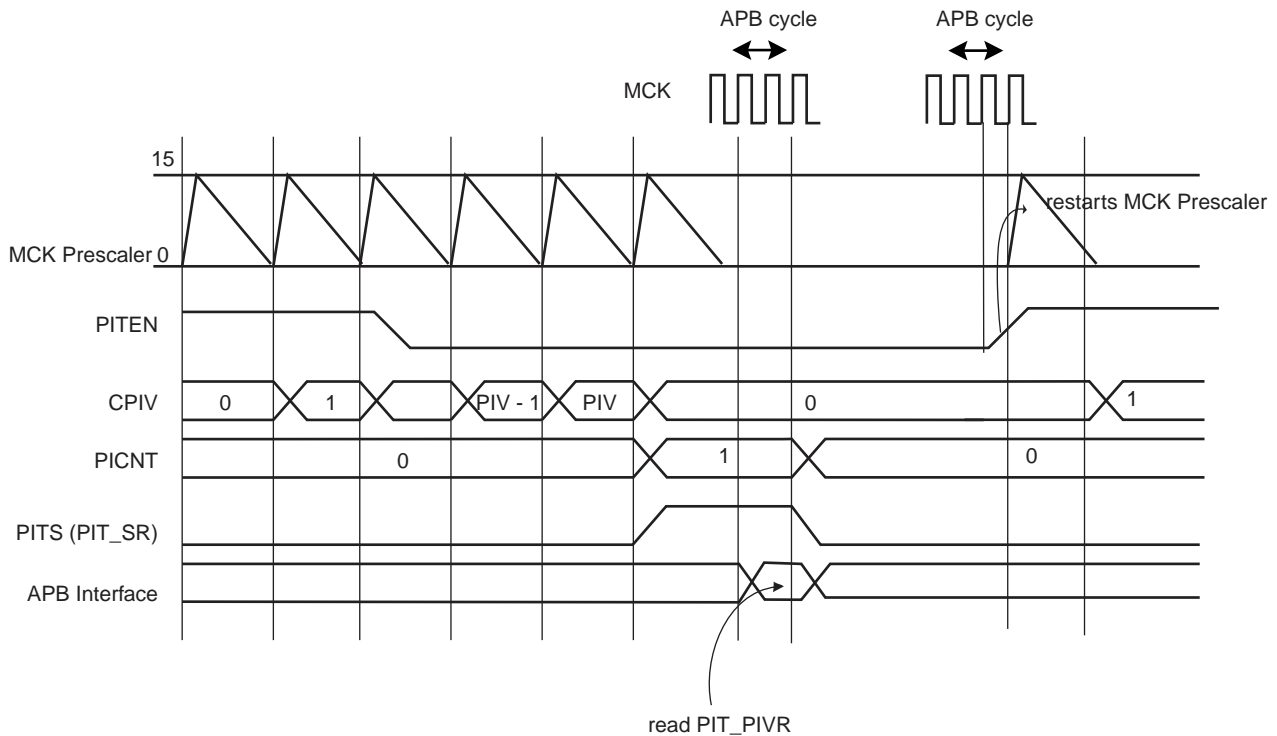 APB cycle
APB cycle
MCK
15
restarts MCK Prescaler
MCK Prescaler 0
PITEN
CPIV 0 1 PIV - 1 PIV 0 1
PICNT 0 1 0
PITS (PIT_SR)
APB Interface
read PIT_PIVR